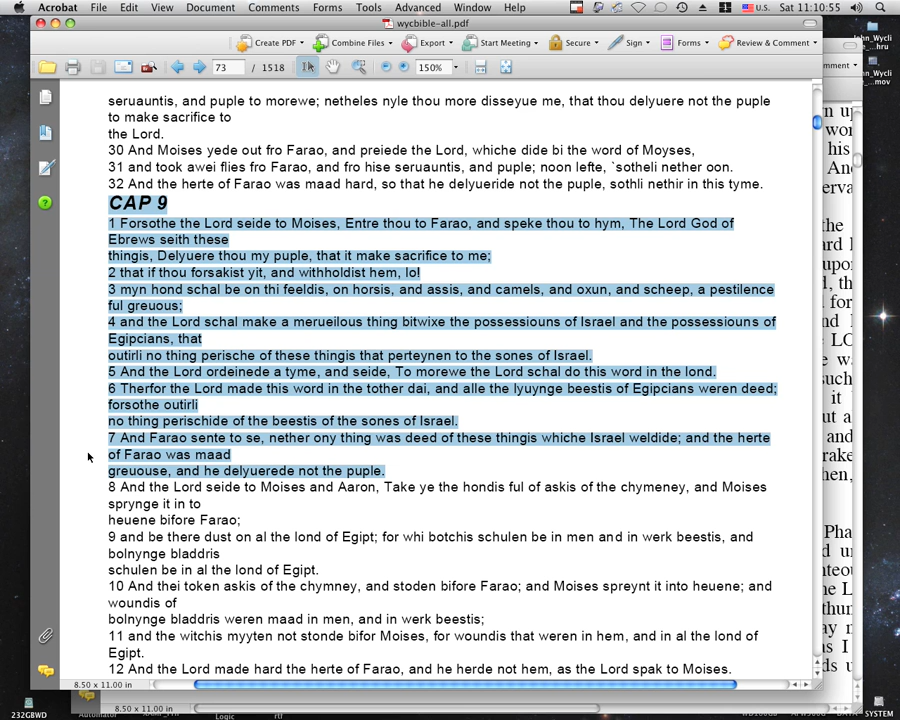 Acrobat File Edit View Document Comments Forms Tools Advanced Window Help U.S. Sat 11:10:55
wycbible-all.pdf
Create PDF Combine Files Export Start Meeting Secure Sign Forms Review & Comment
73 / 1518 150%
seruauntis, and puple to morewe; netheles nyle thou more disseyue me, that thou delyuere not the puple
to make sacrifice to
the Lord.
30 And Moises yede out fro Farao, and preiede the Lord, whiche dide bi the word of Moyses,
31 and took awei flies fro Farao, and fro hise seruauntis, and puple; noon lefte, `sotheli nether oon.
32 And the herte of Farao was maad hard, so that he delyueride not the puple, sothli nethir in this tyme.
CAP 9
1 Forsothe the Lord seide to Moises, Entre thou to Farao, and speke thou to hym, The Lord God of
Ebrews seith these
thingis, Delyuere thou my puple, that it make sacrifice to me;
2 that if thou forsakist yit, and withholdist hem, lo!
3 myn hond schal be on thi feeldis, on horsis, and assis, and camels, and oxun, and scheep, a pestilence
ful greuous;
4 and the Lord schal make a merueilous thing bitwixe the possessiouns of Israel and the possessiouns of
Egipcians, that
outirli no thing perische of these thingis that perteynen to the sones of Israel.
5 And the Lord ordeinede a tyme, and seide, To morewe the Lord schal do this word in the lond.
6 Therfor the Lord made this word in the tother dai, and alle the lyuynge beestis of Egipcians weren deed;
forsothe outirli
no thing perischide of the beestis of the sones of Israel.
7 And Farao sente to se, nether ony thing was deed of these thingis whiche Israel weldide; and the herte
of Farao was maad
greuouse, and he delyuerede not the puple.
8 And the Lord seide to Moises and Aaron, Take ye the hondis ful of askis of the chymeney, and Moises
sprynge it in to
heuene bifore Farao;
9 and be there dust on al the lond of Egipt; for whi botchis schulen be in men and in werk beestis, and
bolnynge bladdris
schulen be in al the lond of Egipt.
10 And thei token askis of the chymney, and stoden bifore Farao; and Moises spreynt it into heuene; and
woundis of
bolnynge bladdris weren maad in men, and in werk beestis;
11 and the witchis myyten not stonde bifor Moises, for woundis that weren in hem, and in al the lond of
Egipt.
12 And the Lord made hard the herte of Farao, and he herde not hem, as the Lord spak to Moises.
8.50 x 11.00 in
8.50 x 11.00 in
232GBWD
Automator
Logic
rtf
SYSTEM